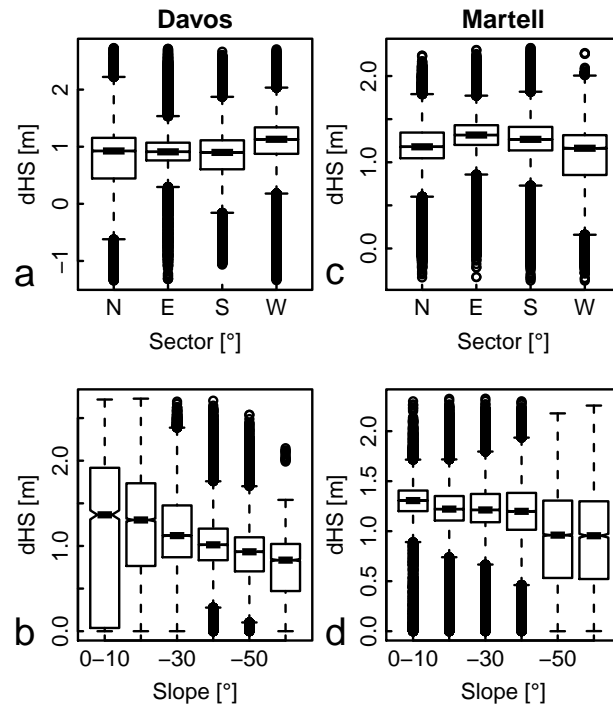 Davos
Martell
a
dHS [m]
2
1
0
−1
N E S W
Sector [°]
c
dHS [m]
2.0
1.0
0.0
N E S W
Sector [°]
b
dHS [m]
2.0
1.0
0.0
0−10 −30 −50
Slope [°]
d
dHS [m]
2.0
1.5
1.0
0.5
0.0
0−10 −30 −50
Slope [°]